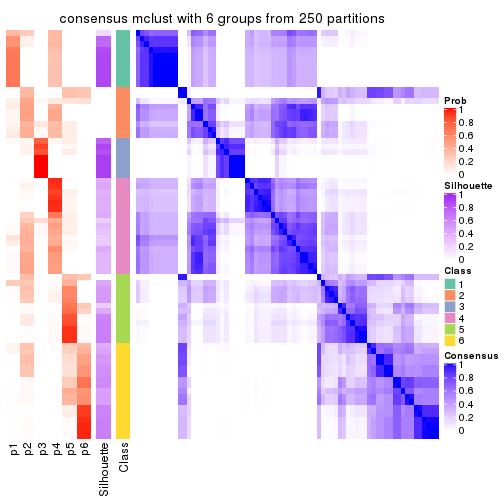 consensus mclust with 6 groups from 250 partitions
Prob
1
0.8
0.6
0.4
0.2
0
Silhouette
1
0.8
0.6
0.4
0.2
0
Class
1
2
3
4
5
6
Consensus
1
0.8
0.6
0.4
0.2
0
p1
p2
p3
p4
p5
p6
Silhouette
Class